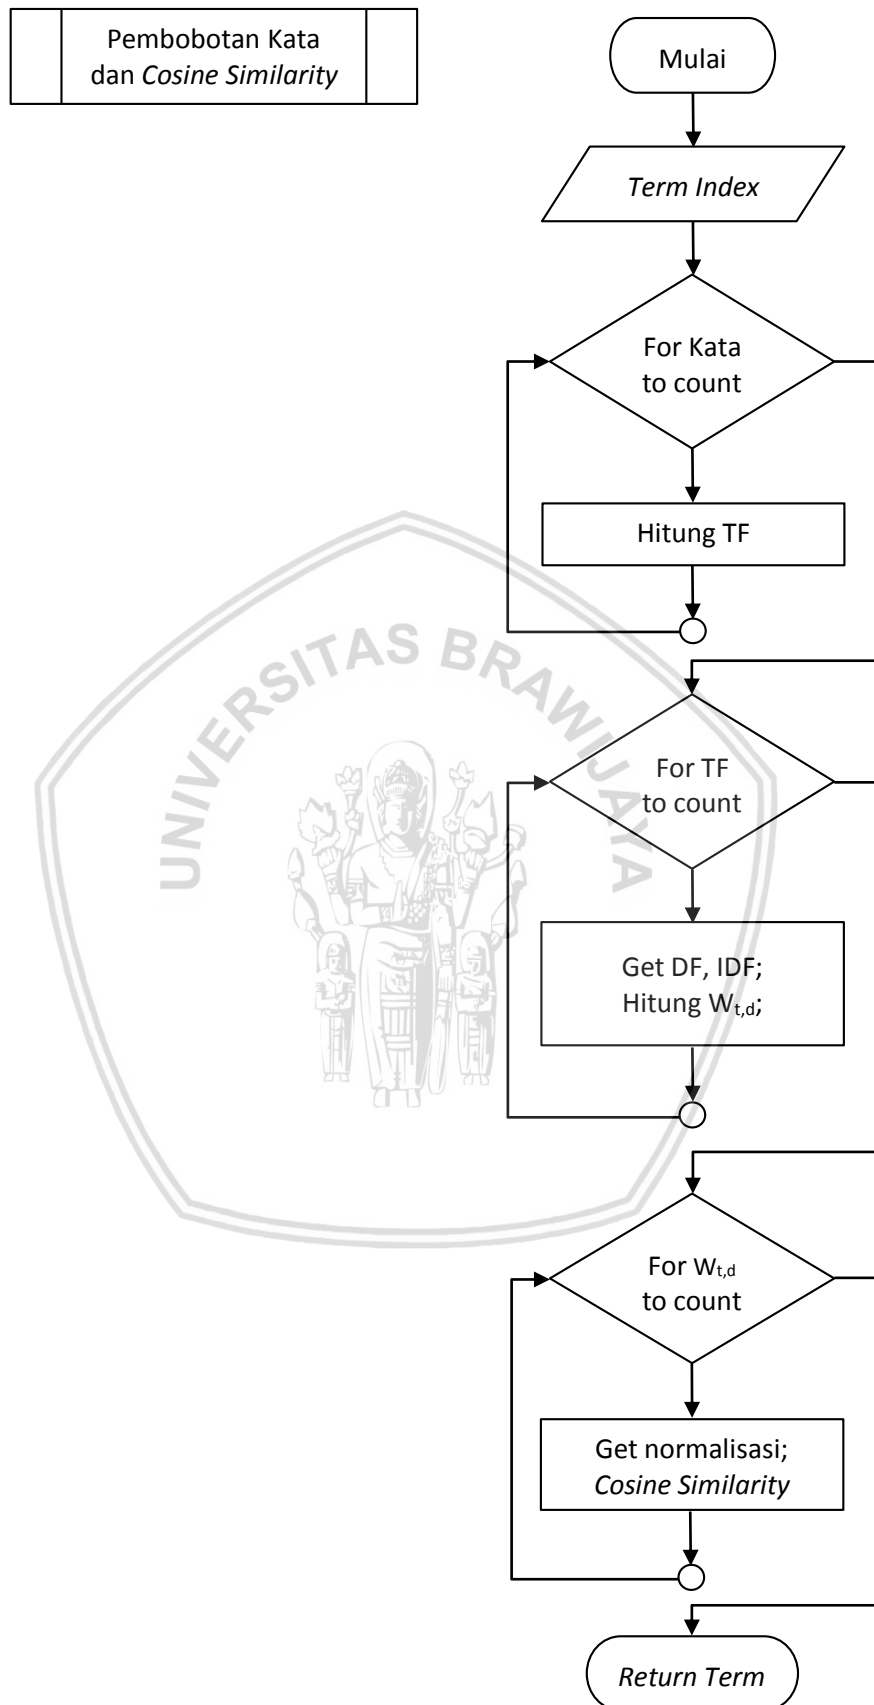 Pembobotan Kata
dan Cosine Similarity
Mulai
Term Index
For Kata
to count
Hitung TF
UNIVERSITAS BRAWIJAYA
For TF
to count
Get DF, IDF;
Hitung Wt,d;
For Wt,d
to count
Get normalisasi;
Cosine Similarity
Return Term